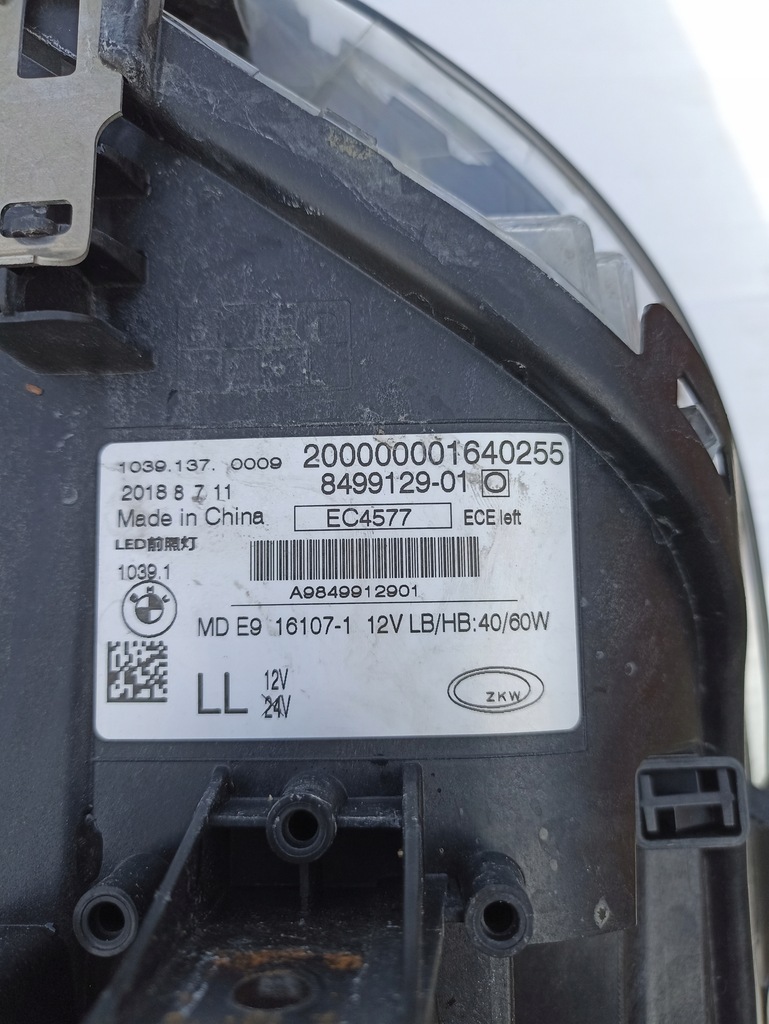 1039.137. 0009 200000001640255
2018 8 7 11 8499129-01
Made in China EC4577 ECE left
LED前照灯
1039.1
A9849912901
BMW
MD E9 16107-1 12V LB/HB:40/60W
LL 12V
24V
ZKW